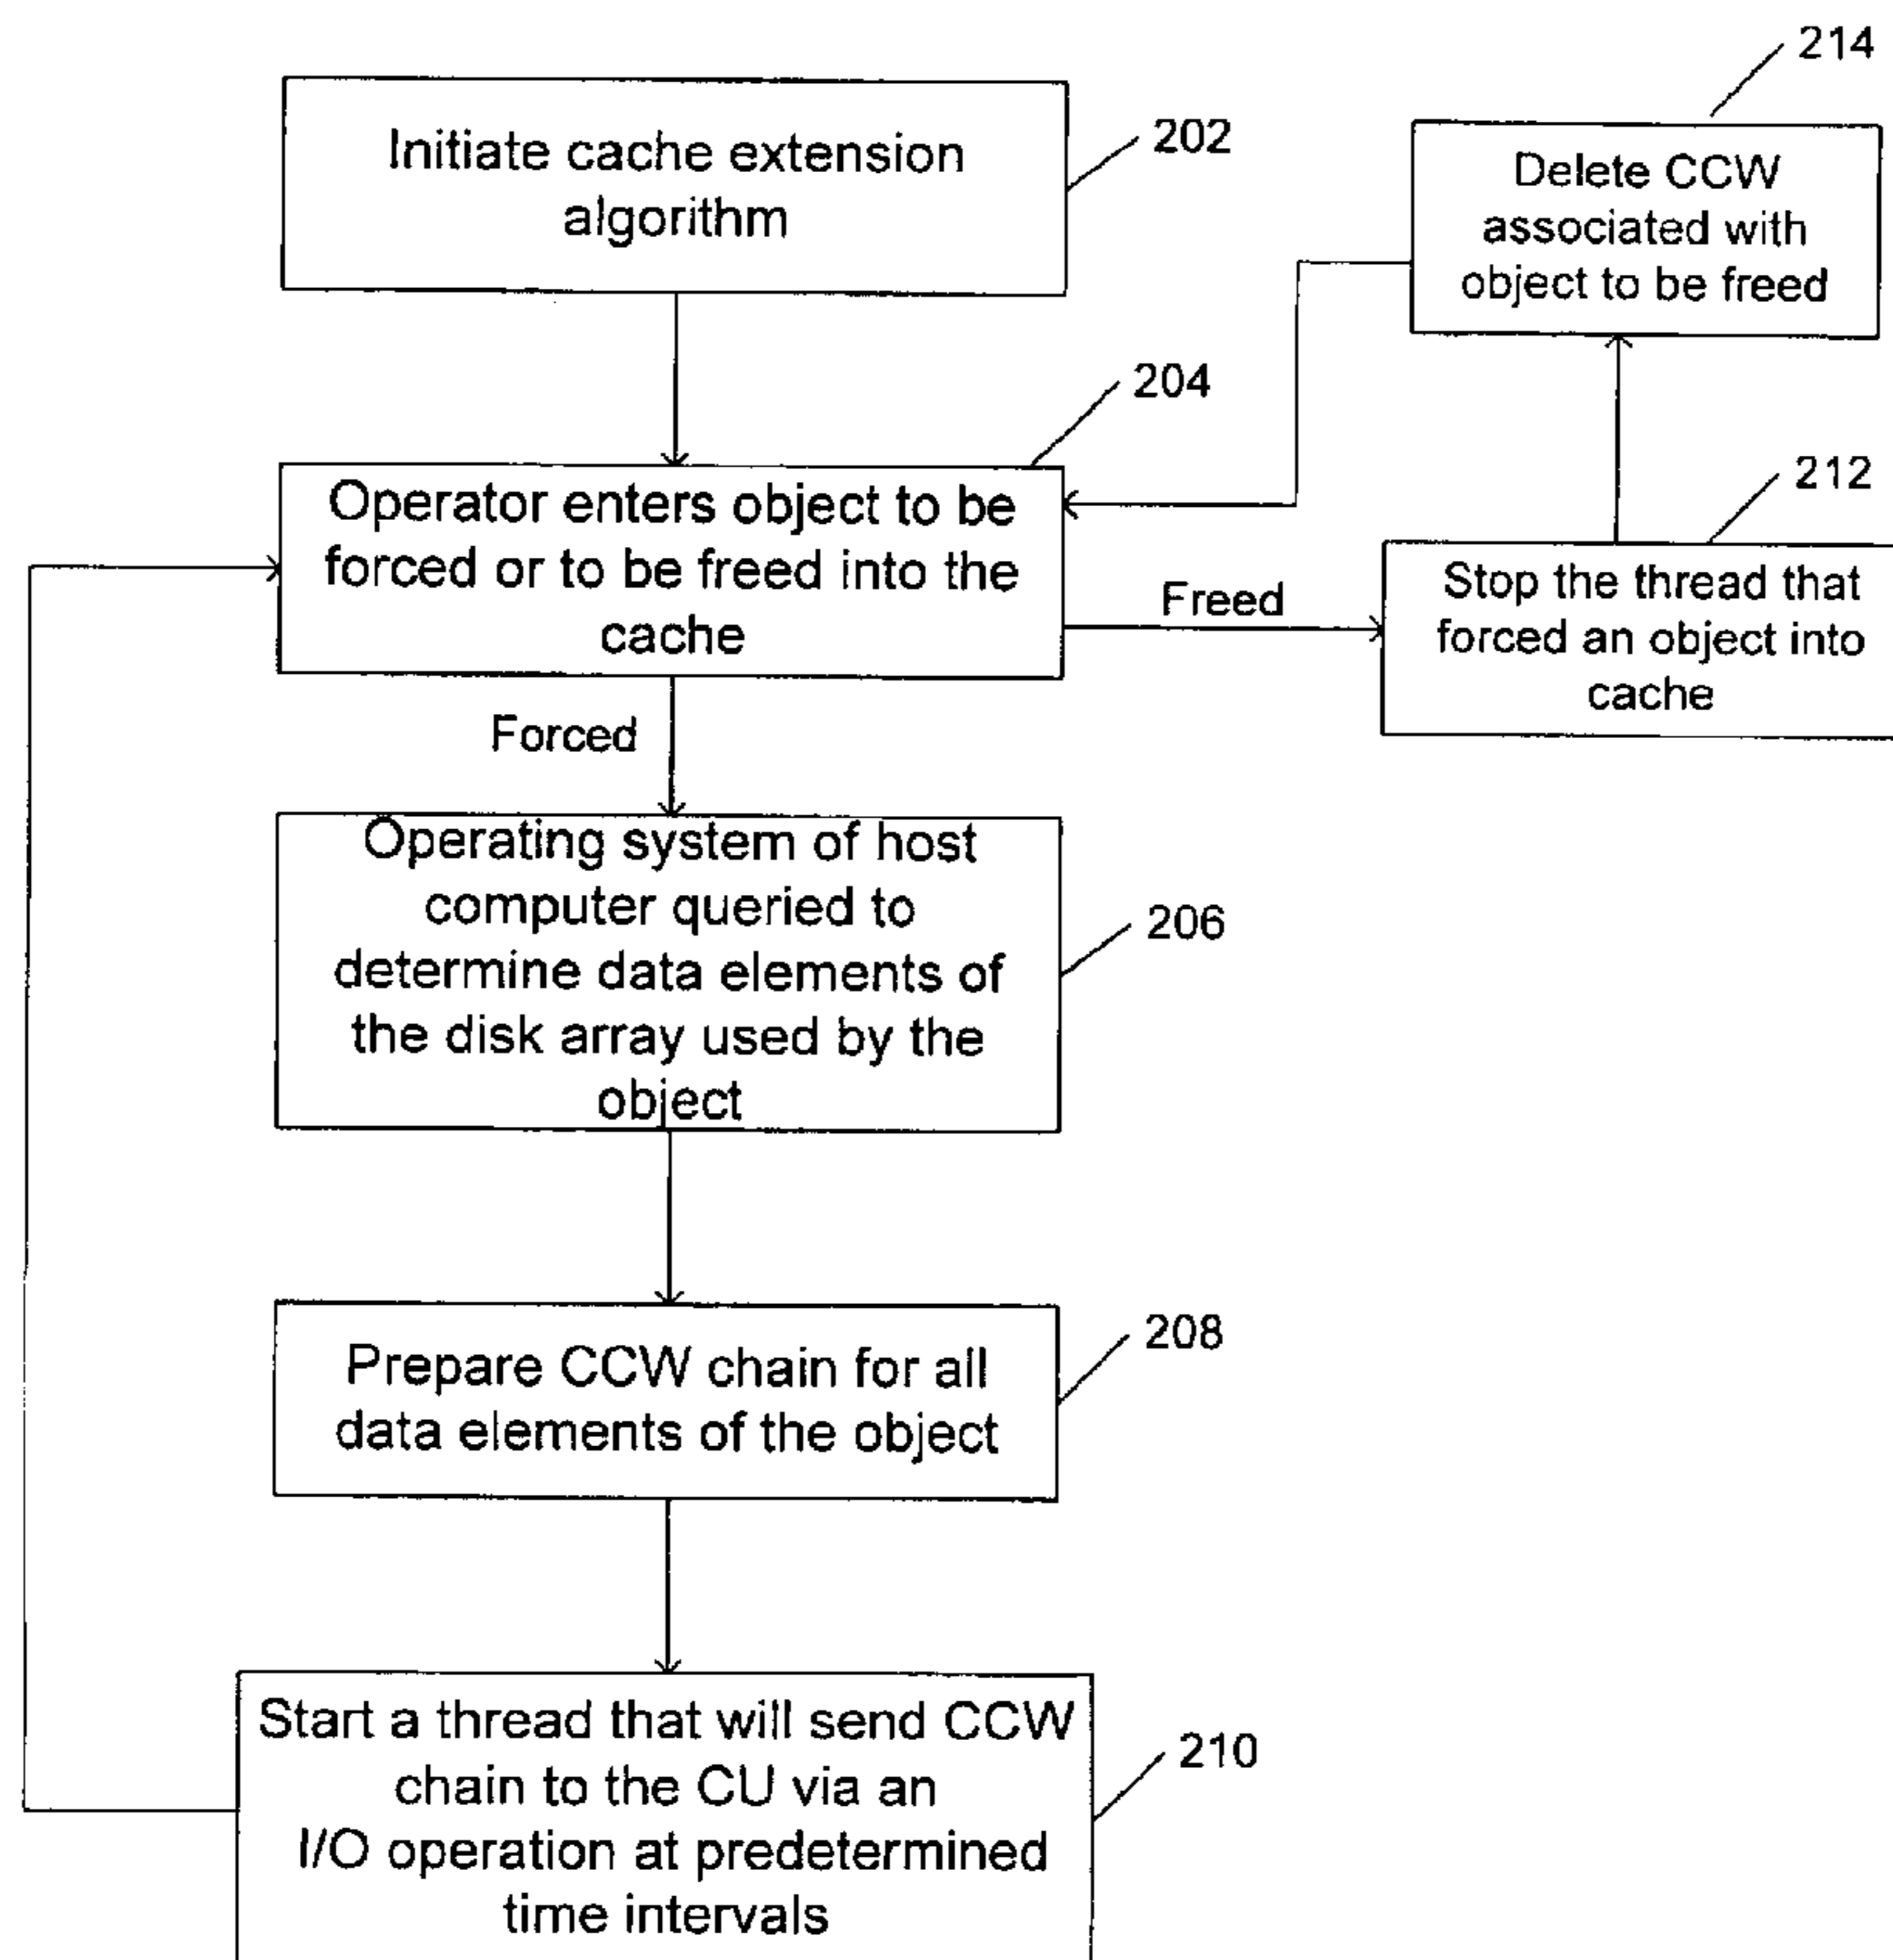 214
Initiate cache extension
algorithm
202
Delete CCW
associated with
object to be freed
204
Operator enters object to be
forced or to be freed into the
cache
212
Freed
Stop the thread that
forced an object into
cache
Forced
Operating system of host
computer queried to
determine data elements of
the disk array used by the
object
206
Prepare CCW chain for all
data elements of the object
208
Start a thread that will send CCW
chain to the CU via an
I/O operation at predetermined
time intervals
210